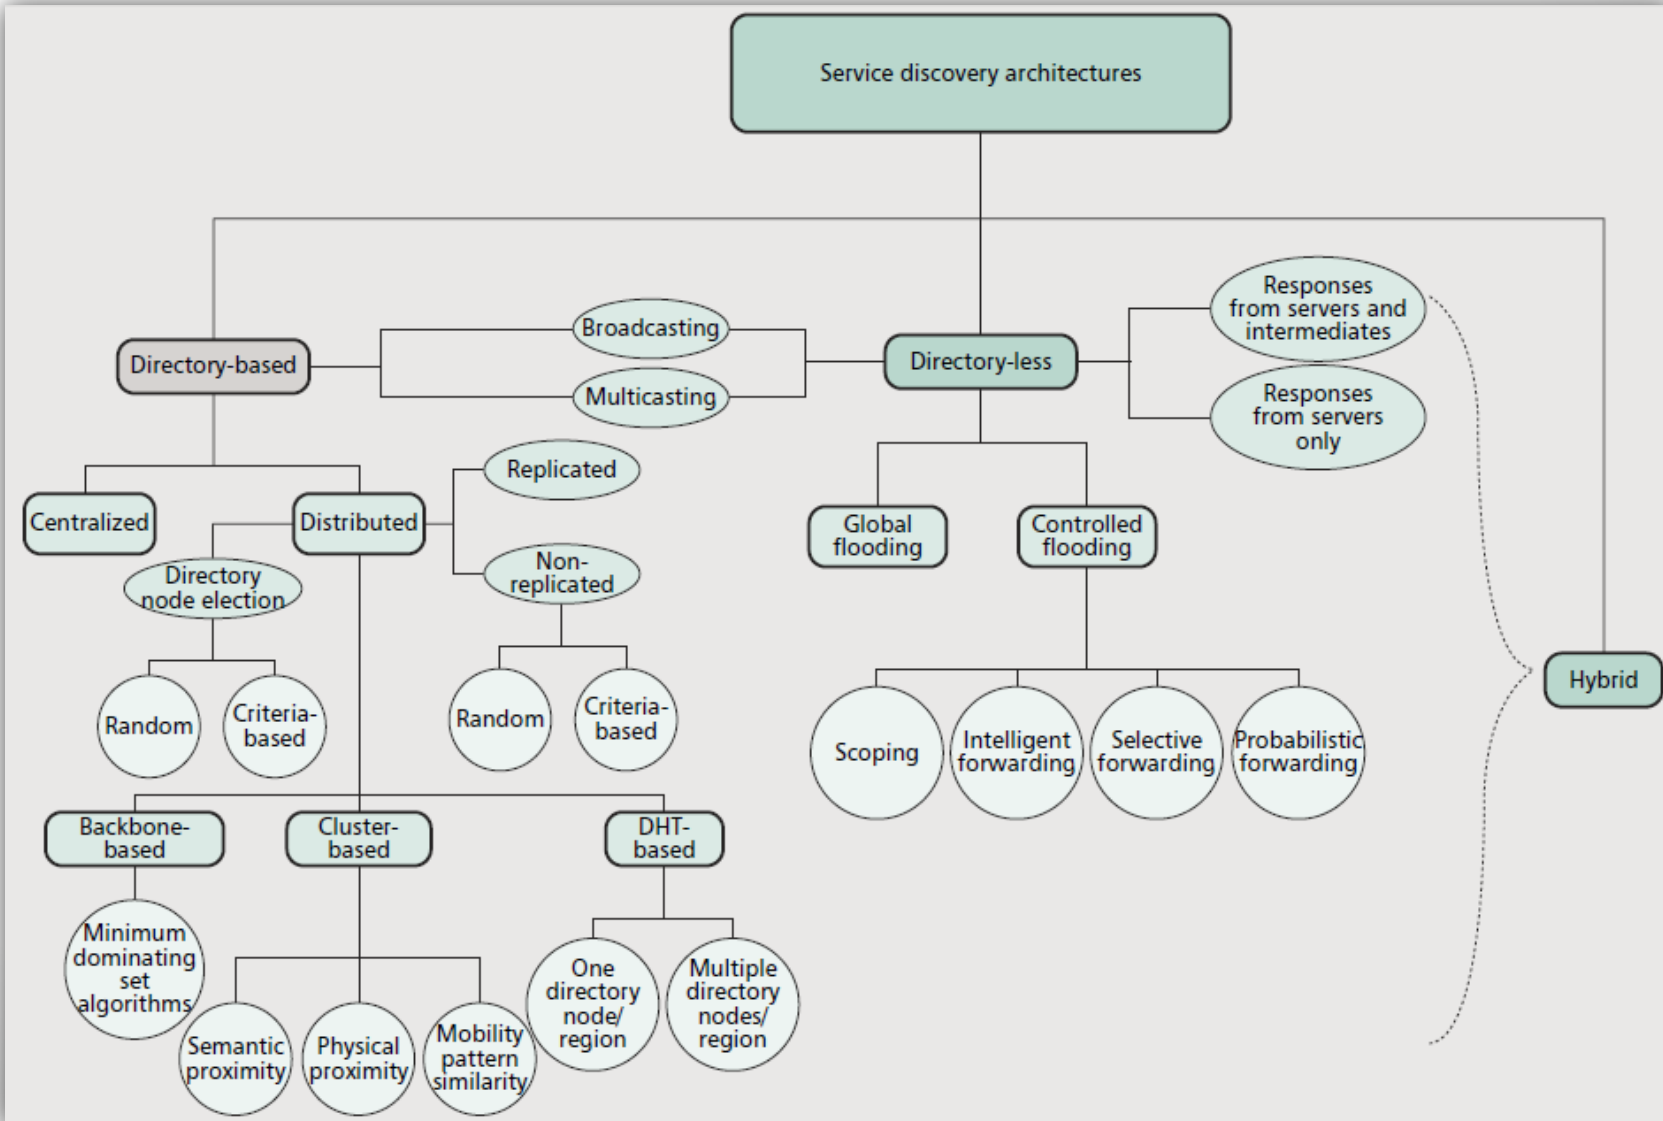 Service discovery architectures
Responses
from servers and
intermediates
Broadcasting
Directory-based
Directory-less
Multicasting
Responses
from servers
only
Replicated
Centralized
Distributed
Global
flooding
Controlled
flooding
Directory
node election
Non-
replicated
Hybrid
Random
Criteria-
based
Random
Criteria-
based
Scoping
Intelligent
forwarding
Selective
forwarding
Probabilistic
forwarding
Backbone-
based
Cluster-
based
DHT-
based
Minimum
dominating
set
algorithms
One
directory
node/
region
Multiple
directory
nodes/
region
Semantic
proximity
Physical
proximity
Mobility
pattern
similarity